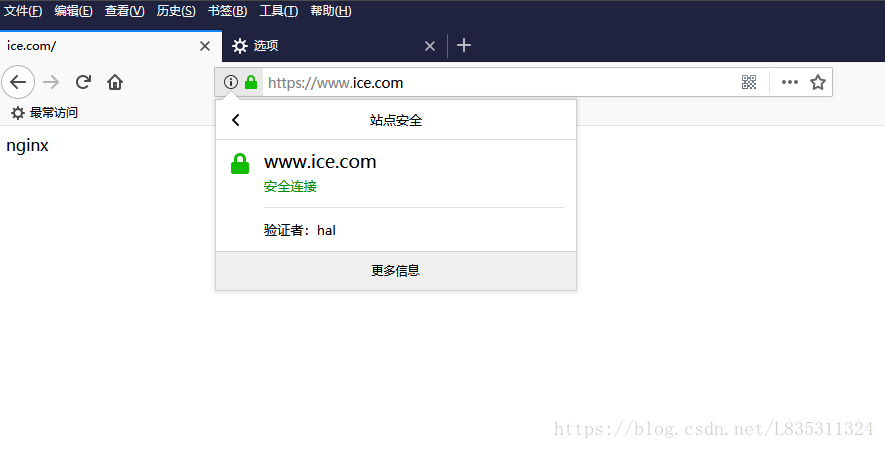 文件(F) 编辑(E) 查看(V) 历史(S) 书签(B) 工具(T) 帮助(H)
ice.com/ 选项
https://www.ice.com
最常访问
站点安全
nginx
www.ice.com
安全连接
验证者：hal
更多信息
https://blog.csdn.net/L835311324